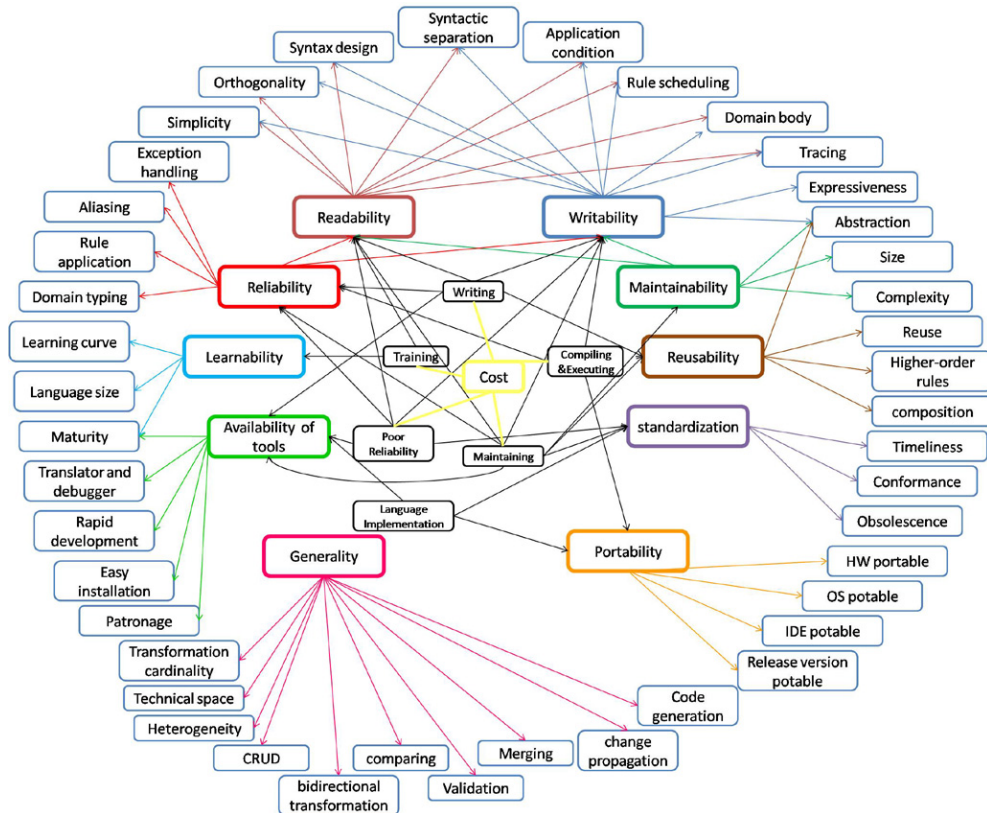 Syntactic
separation
Syntax design
Application
condition
Orthogonality
Rule scheduling
Simplicity
Domain body
Exception
handling
Tracing
Aliasing
Readability
Writability
Expressiveness
Rule
application
Abstraction
Size
Domain typing
Reliability
Writing
Maintainability
Complexity
Learning curve
Learnability
Training
Cost
Compiling
&Executing
Reusability
Reuse
Higher-order
rules
Language size
composition
Maturity
Availability of
tools
Poor
Reliability
Maintaining
standardization
Timeliness
Translator and
debugger
Conformance
Rapid
development
Language
Implementation
Obsolescence
Generality
Portability
HW portable
Easy
installation
OS potable
Patronage
IDE potable
Transformation
cardinality
Release version
potable
Technical space
Code
generation
Heterogeneity
CRUD
comparing
Merging
change
propagation
bidirectional
transformation
Validation